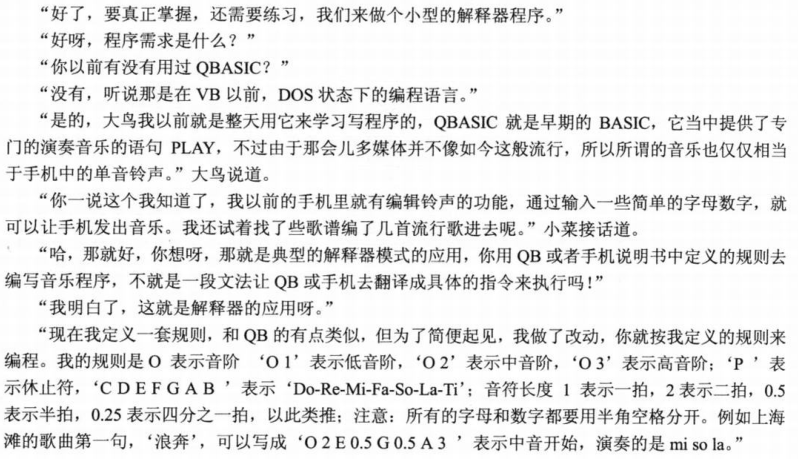 “好了，要真正掌握，还需要练习，我们来做个小型的解释器程序。”
“好呀，程序需求是什么？”
“你以前有没有用过 QBASIC？”
“没有，听说那是在 VB 以前，DOS 状态下的编程语言。”
“是的，大鸟我以前就是整天用它来学习写程序的，QBASIC 就是早期的 BASIC，它当中提供了专
门的演奏音乐的语句 PLAY，不过由于那会儿多媒体并不像如今这般流行，所以所谓的音乐也仅仅相当
于手机中的单音铃声。”大鸟说道。
“你一说这个我知道了，我以前的手机里就有编辑铃声的功能，通过输入一些简单的字母数字，就
可以让手机发出音乐。我还试着找了些歌谱编了几首流行歌进去呢。”小菜接话道。
“哈，那就好，你想呀，那就是典型的解释器模式的应用，你用 QB 或者手机说明书中定义的规则去
编写音乐程序，不就是一段文法让 QB 或手机去翻译成具体的指令来执行吗！”
“我明白了，这就是解释器的应用呀。”
“现在我定义一套规则，和 QB 的有点类似，但为了简便起见，我做了改动，你就按我定义的规则来
编程。我的规则是 O 表示音阶 ‘O 1’表示低音阶，‘O 2’表示中音阶，‘O 3’表示高音阶；‘P ’表
示休止符，‘C D E F G A B ’表示‘Do-Re-Mi-Fa-So-La-Ti’；音符长度 1 表示一拍，2 表示二拍，0.5
表示半拍，0.25 表示四分之一拍，以此类推；注意：所有的字母和数字都要用半角空格分开。例如上海
滩的歌曲第一句，‘浪奔’，可以写成‘O 2 E 0.5 G 0.5 A 3 ’表示中音开始，演奏的是 mi so la。”